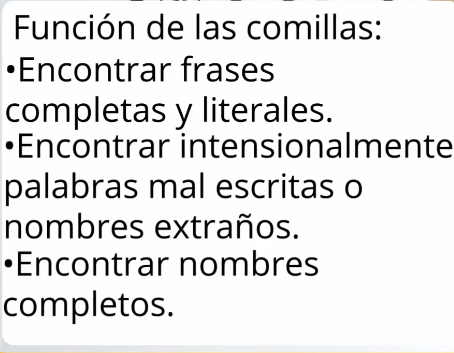 Función de las comillas:
•Encontrar frases
completas y literales.
•Encontrar intensionalmente
palabras mal escritas o
nombres extraños.
•Encontrar nombres
completos.